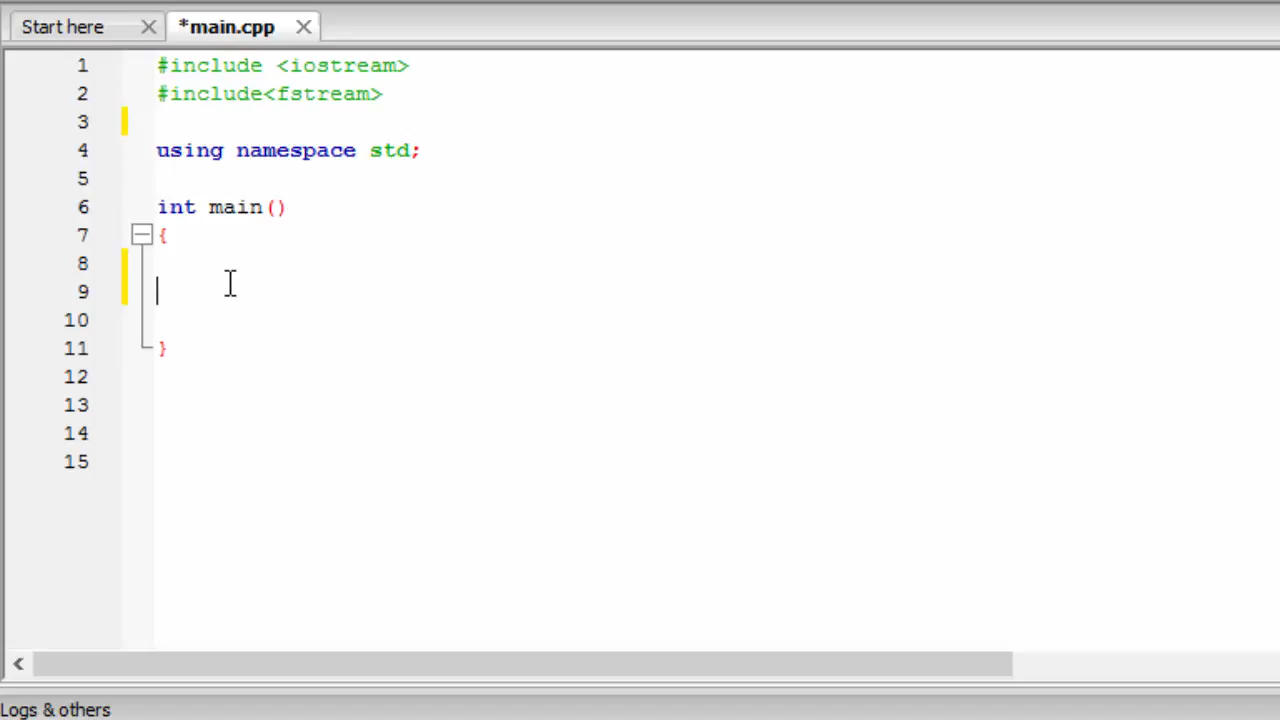 Start here *main.cpp
1 #include <iostream>
2 #include<fstream>
3
4 using namespace std;
5
6 int main()
7 {
8
9
10
11 }
12
13
14
15
Logs & others